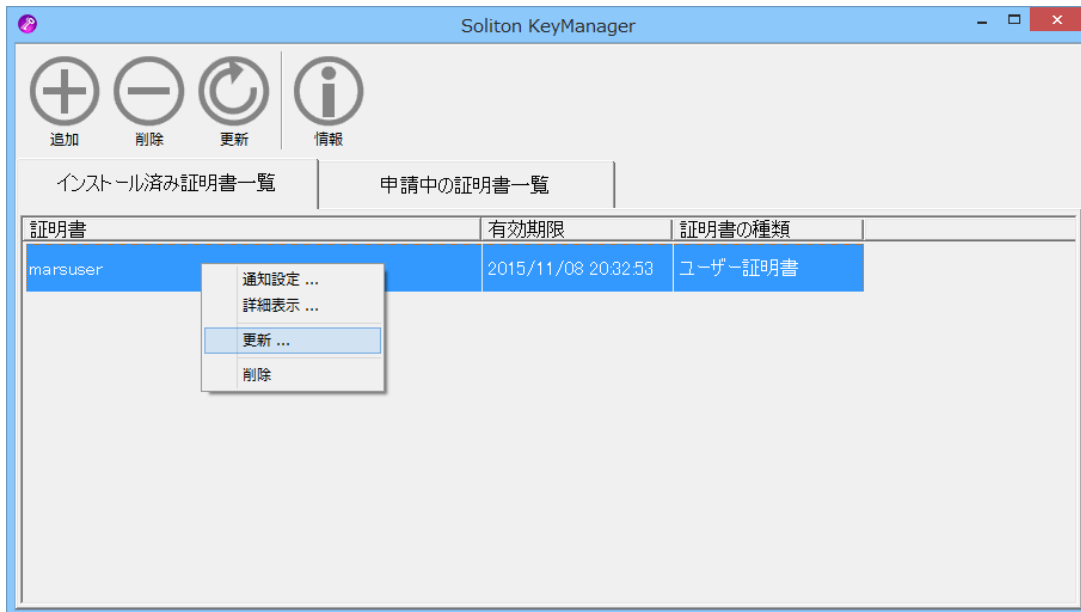 Soliton KeyManager
追加 削除 更新 情報
インストール済み証明書一覧 申請中の証明書一覧
証明書 有効期限 証明書の種類
marsuser 2015/11/08 20:32:53 ユーザー証明書
通知設定 ...
詳細表示 ...
更新 ...
削除